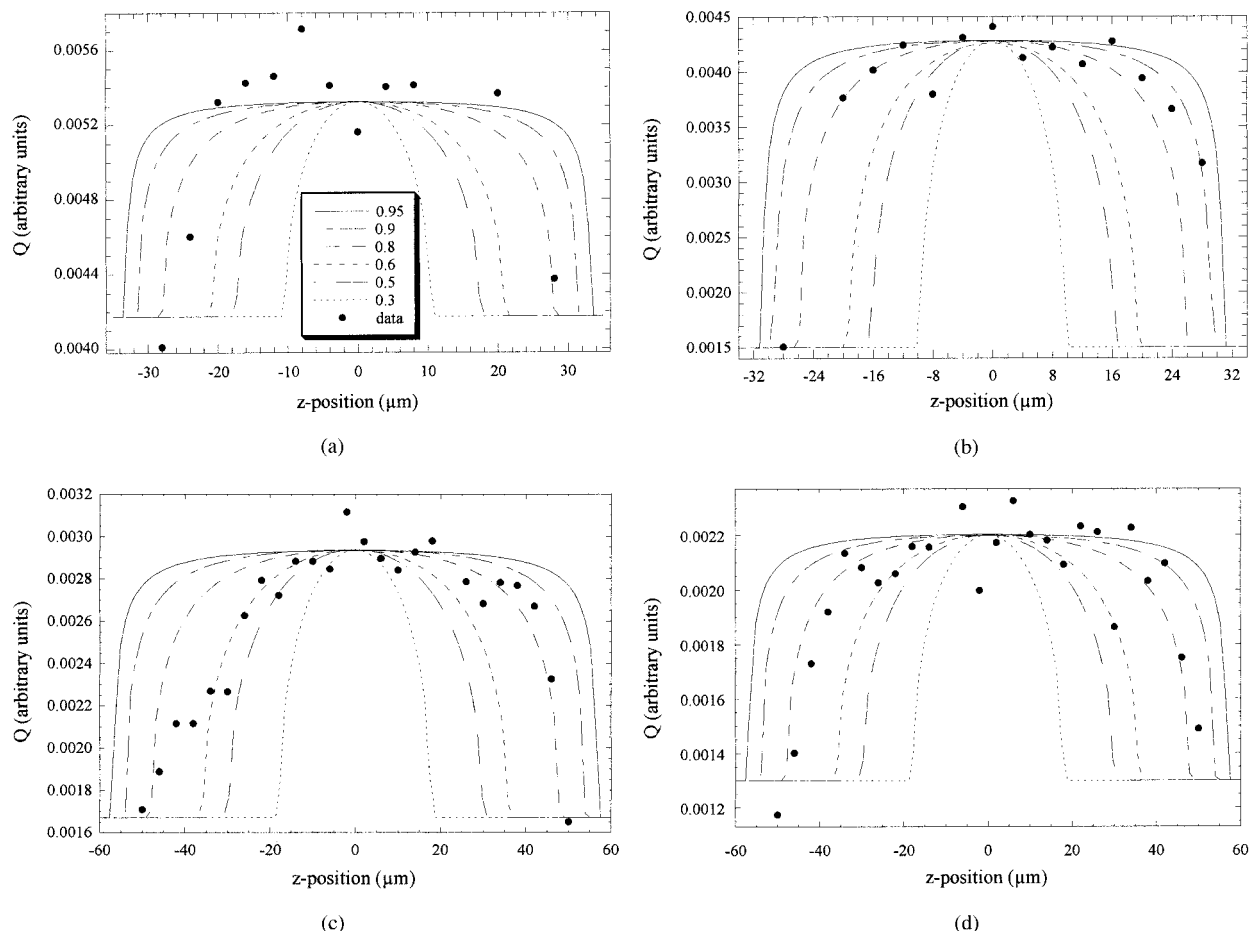 0.0056
0.0052
0.0048
0.0044
0.0040
Q (arbitrary units)
0.95
0.9
0.8
0.6
0.5
0.3
data
-30 -20 -10 0 10 20 30
z-position (µm)
(a)
0.0045
0.0040
0.0035
0.0030
0.0025
0.0020
0.0015
Q (arbitrary units)
-32 -24 -16 -8 0 8 16 24 32
z-position (µm)
(b)
0.0032
0.0030
0.0028
0.0026
0.0024
0.0022
0.0021
0.0020
0.0018
0.0016
Q (arbitrary units)
-60 -40 -20 0 20 40 60
z-position (µm)
(c)
0.0022
0.0020
0.0018
0.0016
0.0014
0.0012
Q (arbitrary units)
-60 -40 -20 0 20 40 60
z-position (µm)
(d)